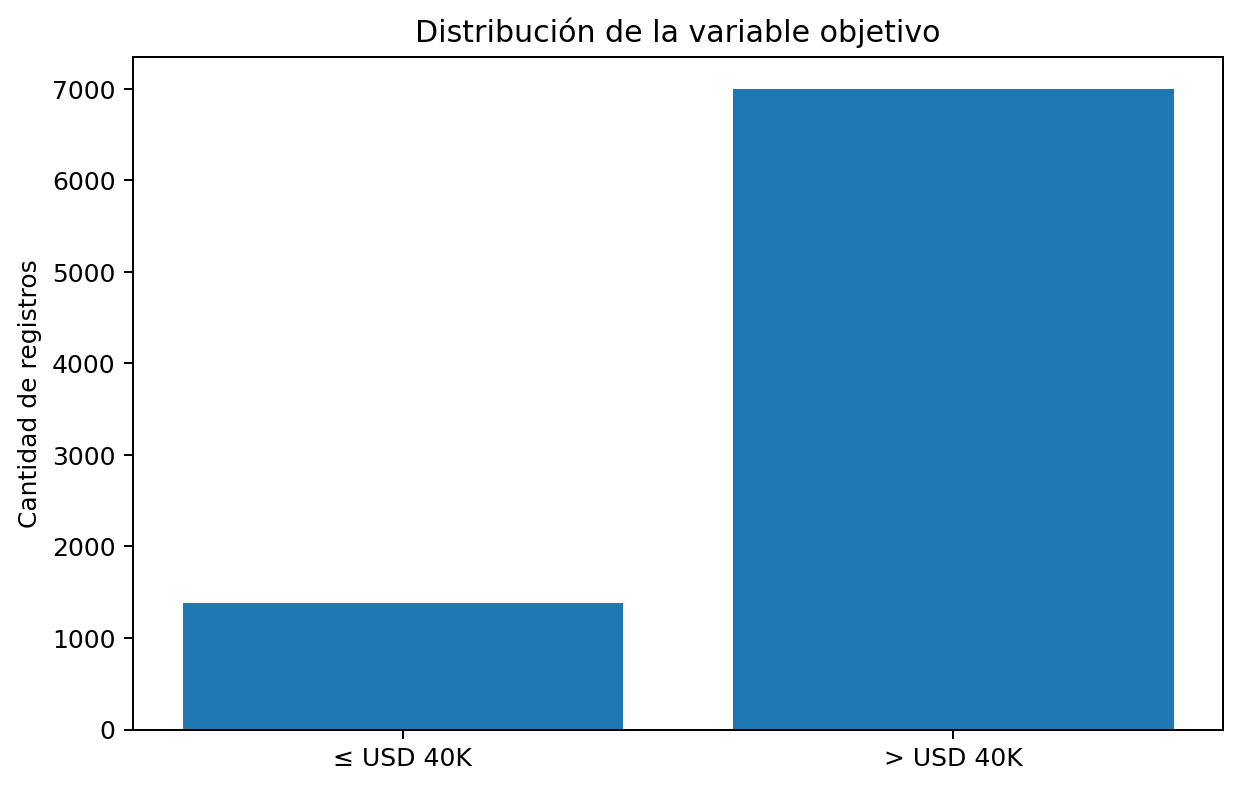 Distribución de la variable objetivo
Cantidad de registros
7000
6000
5000
4000
3000
2000
1000
0
≤ USD 40K
> USD 40K